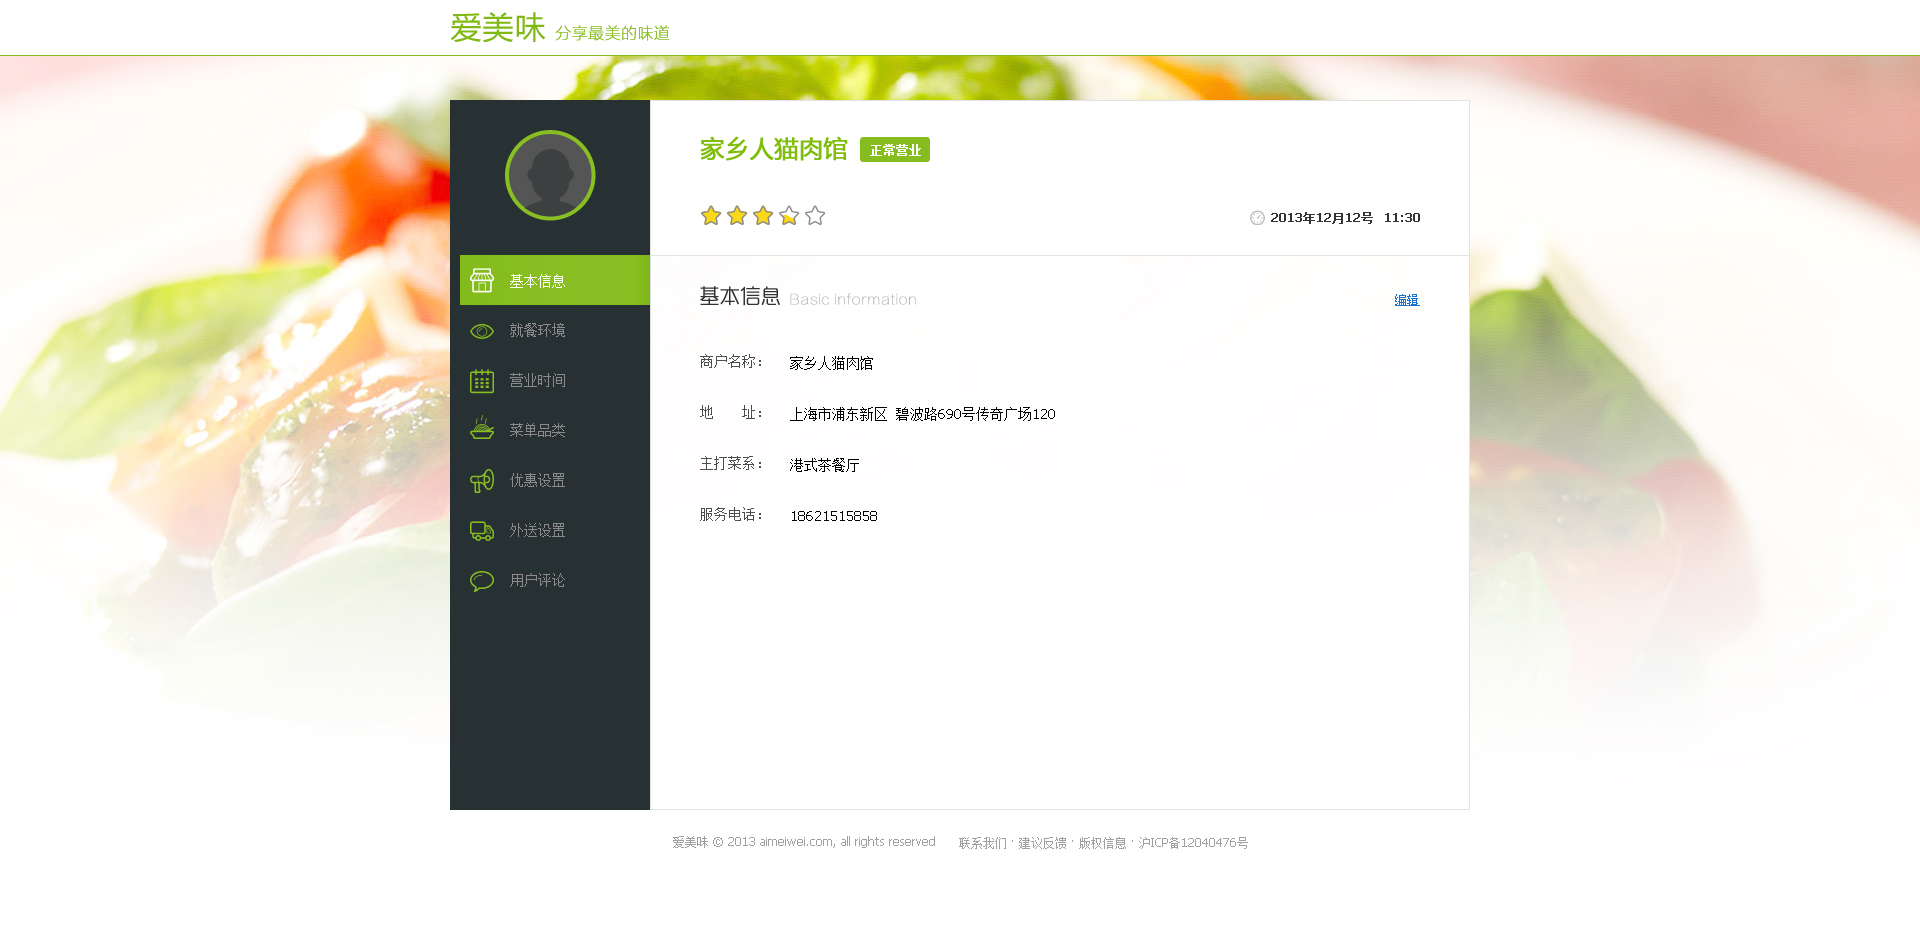 爱美味 分享最美的味道
家乡人猫肉馆 正常营业
2013年12月12号 11:30
基本信息
就餐环境
营业时间
菜单品类
优惠设置
外送设置
用户评论
基本信息 Basic information
编辑
商户名称： 家乡人猫肉馆
地 址： 上海市浦东新区 碧波路690号传奇广场120
主打菜系： 港式茶餐厅
服务电话： 18621515858
爱美味 © 2013 aimeiwei.com, all rights reserved 联系我们 · 建议反馈 · 版权信息 · 沪ICP备12040476号